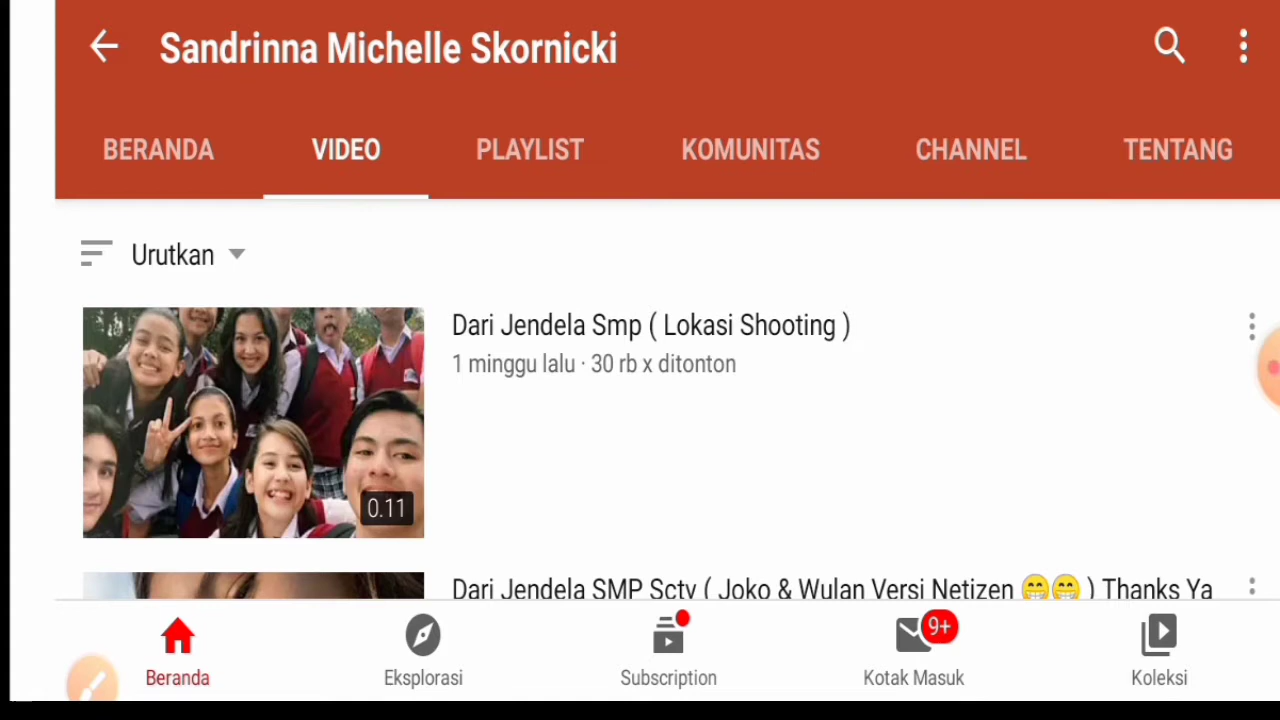 Sandrinna Michelle Skornicki
BERANDA VIDEO PLAYLIST KOMUNITAS CHANNEL TENTANG
Urutkan
Dari Jendela Smp ( Lokasi Shooting )
1 minggu lalu · 30 rb x ditonton
0.11
Dari Jendela SMP Sctv ( Joko & Wulan Versi Netizen 😁😁 ) Thanks Ya
9+
Beranda Eksplorasi Subscription Kotak Masuk Koleksi